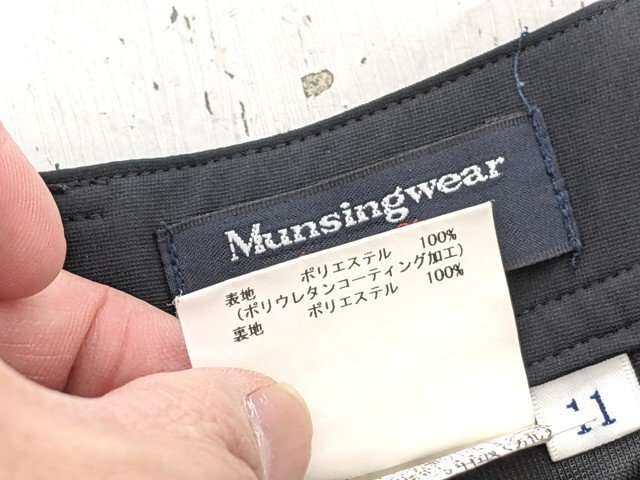 Munsingwear
表地 ポリエステル 100%
(ポリウレタンコーティング加工)
裏地 ポリエステル 100%
11